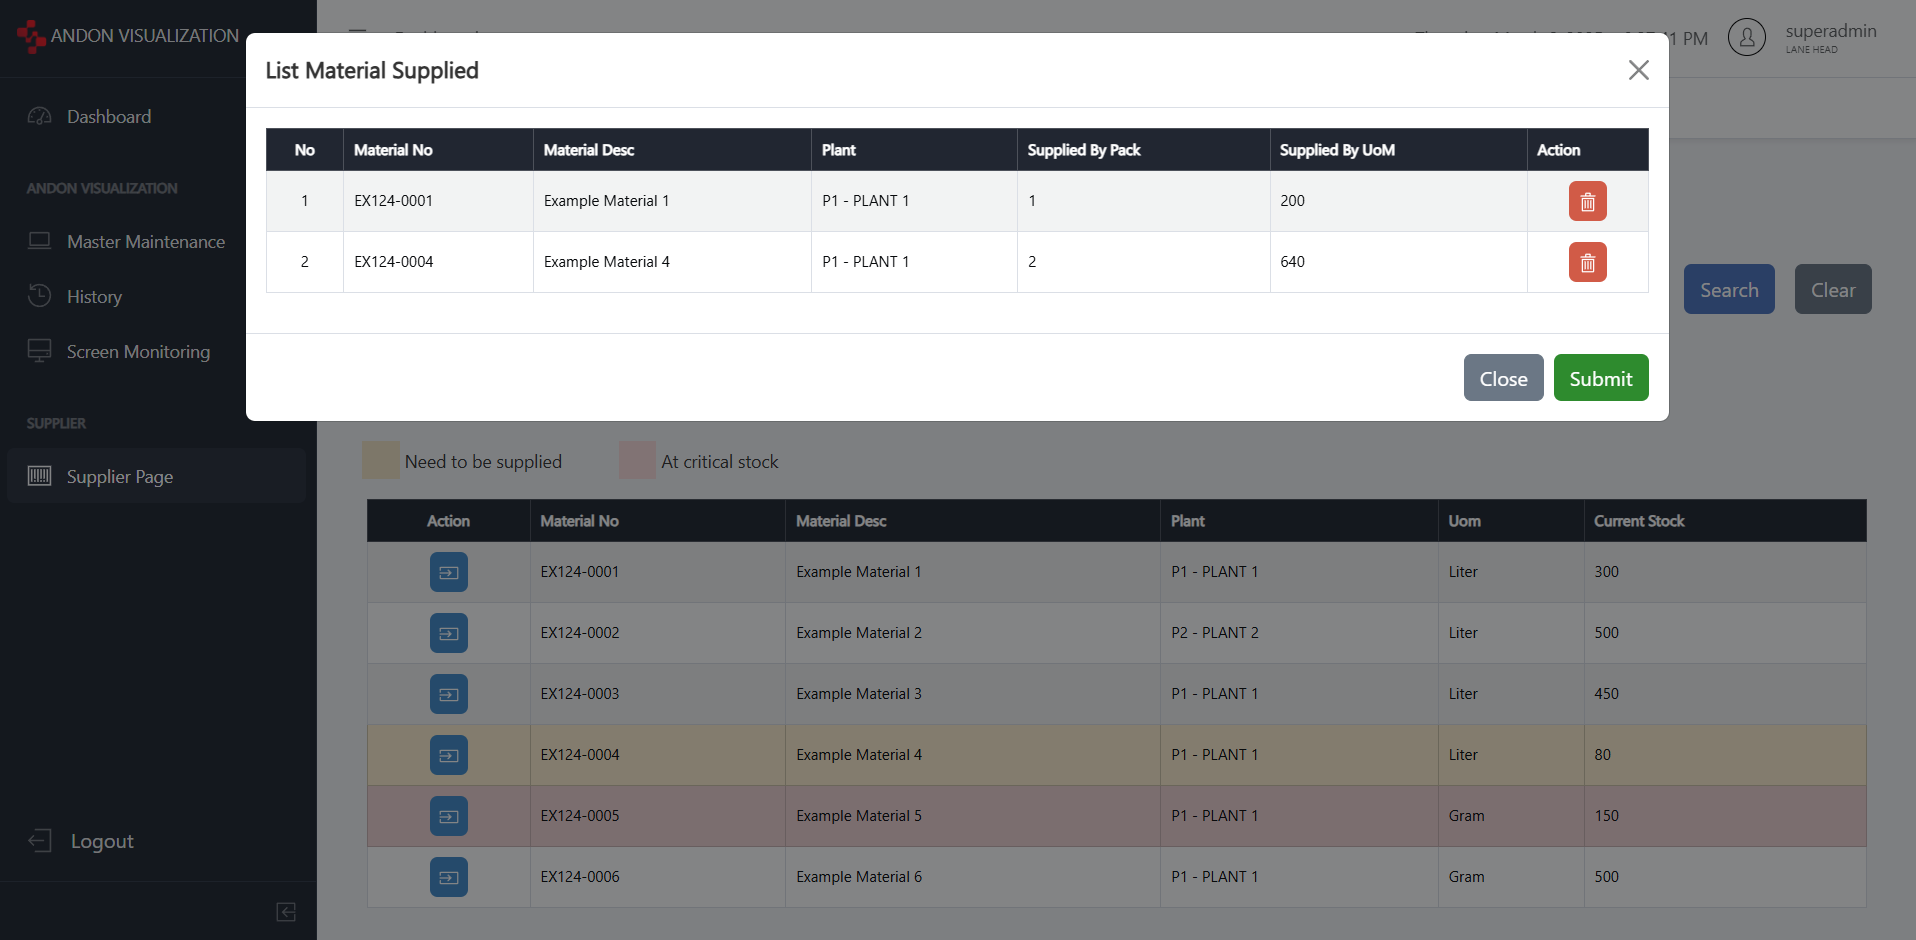 ANDON VISUALIZATION
superadmin
LANE HEAD
Dashboard
ANDON VISUALIZATION
Master Maintenance
History
Screen Monitoring
SUPPLIER
Supplier Page
Logout
List Material Supplied
No Material No Material Desc Plant Supplied By Pack Supplied By UoM Action
1 EX124-0001 Example Material 1 P1 - PLANT 1 1 200
2 EX124-0004 Example Material 4 P1 - PLANT 1 2 640
Close Submit
Search Clear
Need to be supplied At critical stock
Action Material No Material Desc Plant Uom Current Stock
EX124-0001 Example Material 1 P1 - PLANT 1 Liter 300
EX124-0002 Example Material 2 P2 - PLANT 2 Liter 500
EX124-0003 Example Material 3 P1 - PLANT 1 Liter 450
EX124-0004 Example Material 4 P1 - PLANT 1 Liter 80
EX124-0005 Example Material 5 P1 - PLANT 1 Gram 150
EX124-0006 Example Material 6 P1 - PLANT 1 Gram 500